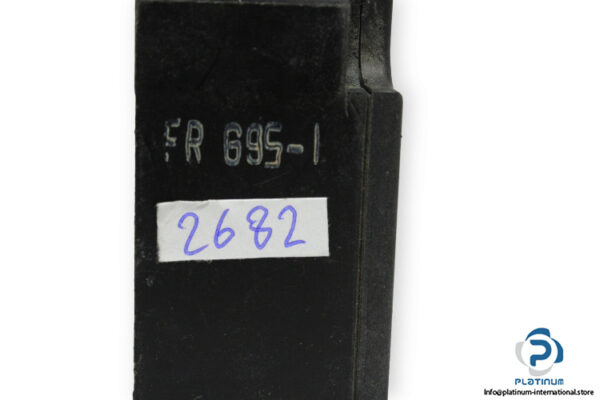 FR 695-1
2682
PLATINUM
Info@platinum-international.store